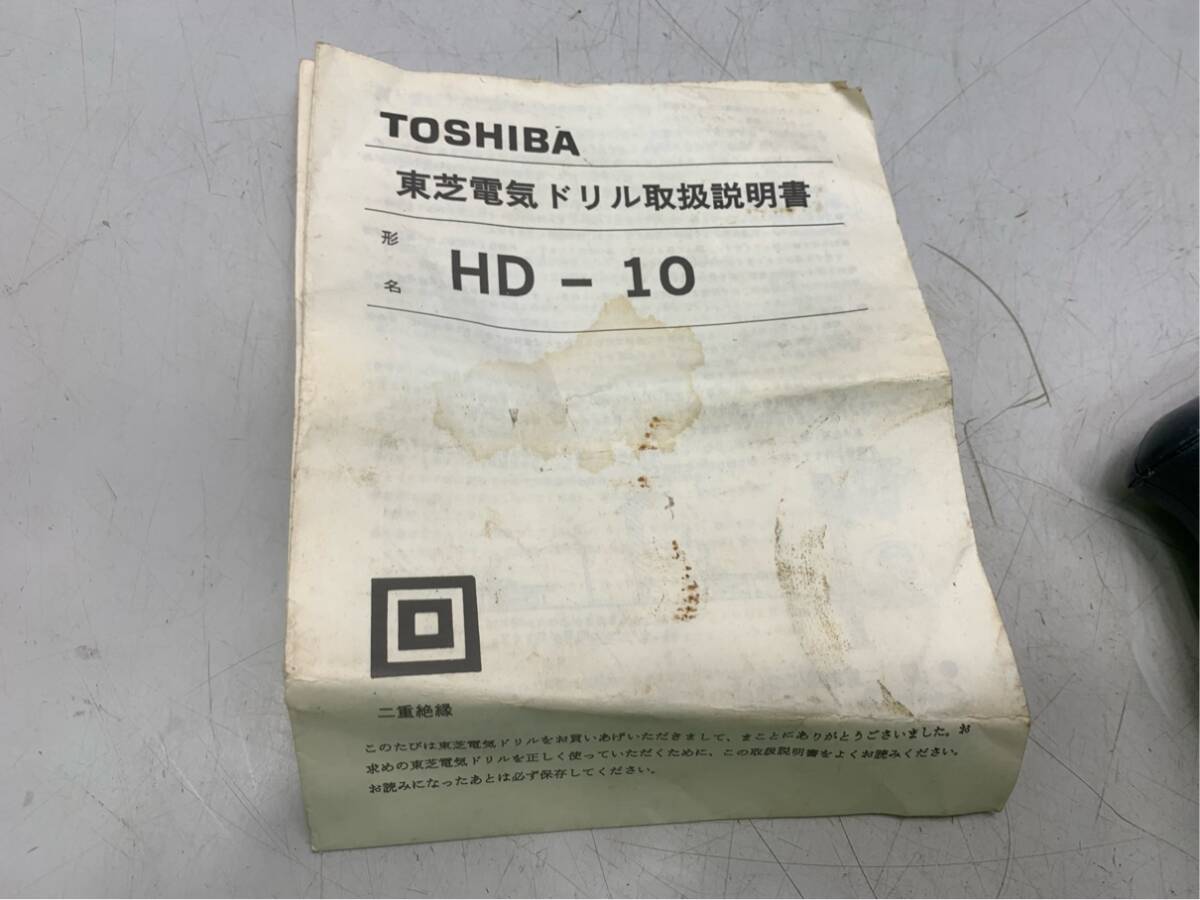 TOSHIBA
東芝電気ドリル取扱説明書
形名 HD - 10
二重絶縁
このたびは東芝電気ドリルをお買いあげいただきまして、まことにありがとうございました。お
求めの東芝電気ドリルを正しく使っていただくために、この取扱説明書をよくお読みください。
お読みになったあとは必ず保存してください。